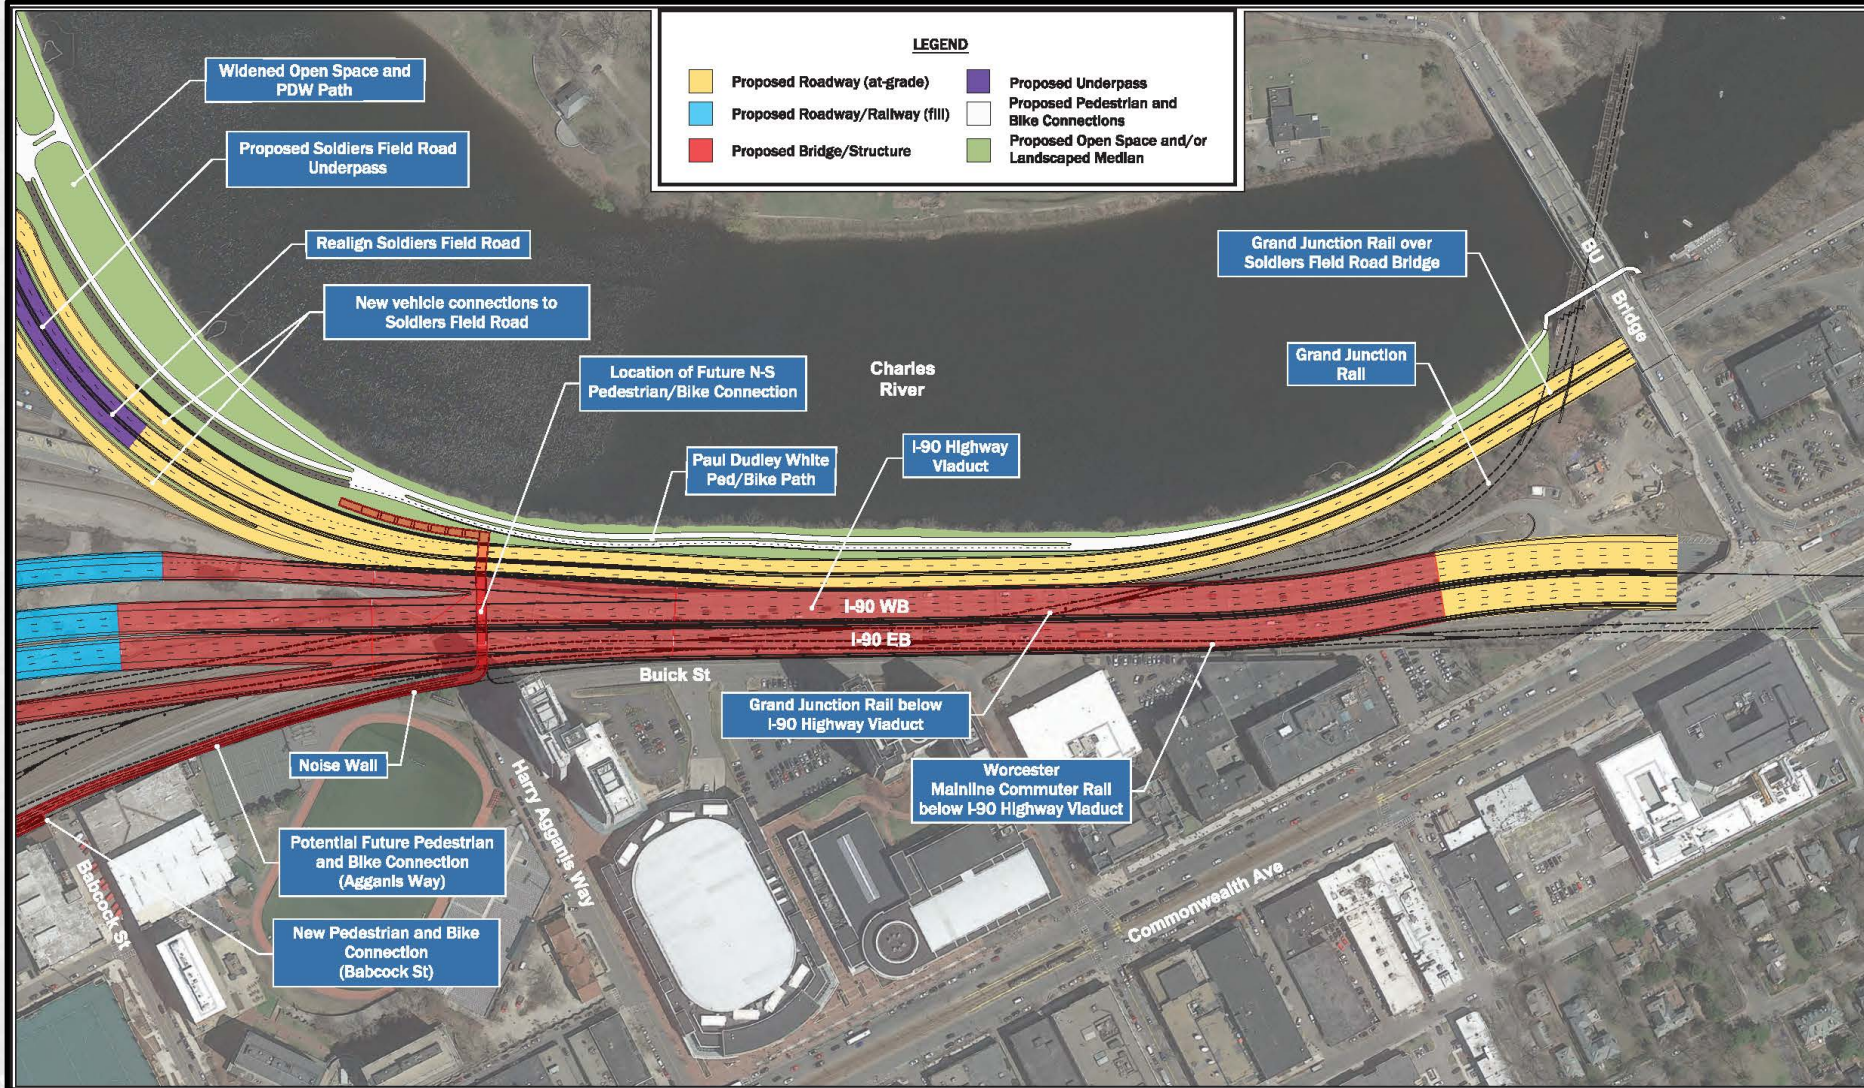 LEGEND
Proposed Roadway (at-grade)
Proposed Roadway/Railway (fill)
Proposed Bridge/Structure
Proposed Underpass
Proposed Pedestrian and
Bike Connections
Proposed Open Space and/or
Landscaped Median
Widened Open Space and
PDW Path
Proposed Soldiers Field Road
Underpass
Realign Soldiers Field Road
New vehicle connections to
Soldiers Field Road
Location of Future N-S
Pedestrian/Bike Connection
Charles
River
Grand Junction Rail over
Soldiers Field Road Bridge
BU
Bridge
Grand Junction
Rail
Paul Dudley White
Ped/Bike Path
I-90 Highway
Viaduct
I-90 WB
I-90 EB
Buick St
Grand Junction Rail below
I-90 Highway Viaduct
Noise Wall
Harry Agganis Way
Worcester
Mainline Commuter Rail
below I-90 Highway Viaduct
Potential Future Pedestrian
and Bike Connection
(Agganis Way)
Babcock St
New Pedestrian and Bike
Connection
(Babcock St)
Commonwealth Ave